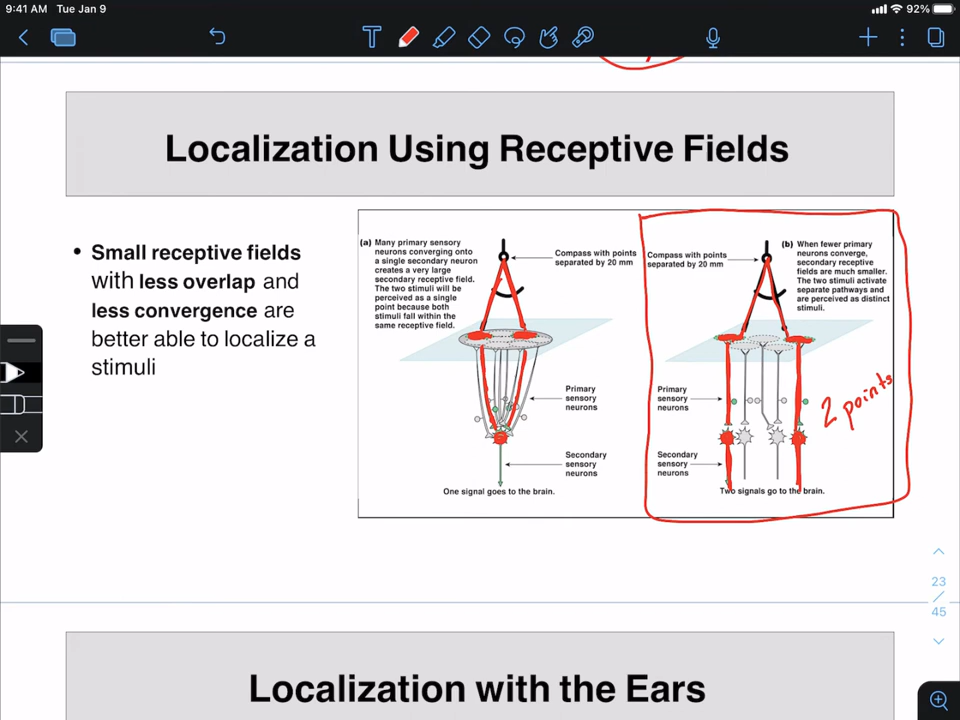 9:41 AM Tue Jan 9
92%
T
Localization Using Receptive Fields
• Small receptive fields
with less overlap and
less convergence are
better able to localize a
stimuli
(a) Many primary sensory
neurons converging onto
a single secondary neuron
creates a very large
secondary receptive field.
The two stimuli will be
perceived as a single
point because both
stimuli fall within the
same receptive field.
Compass with points
separated by 20 mm
Primary
sensory
neurons
Secondary
sensory
neurons
One signal goes to the brain.
Compass with points
separated by 20 mm
(b) When fewer primary
neurons converge,
secondary receptive
fields are much smaller.
The two stimuli activate
separate pathways and
are perceived as distinct
stimuli.
Primary
sensory
neurons
2 points
Secondary
sensory
neurons
Two signals go to the brain.
23
/
45
Localization with the Ears